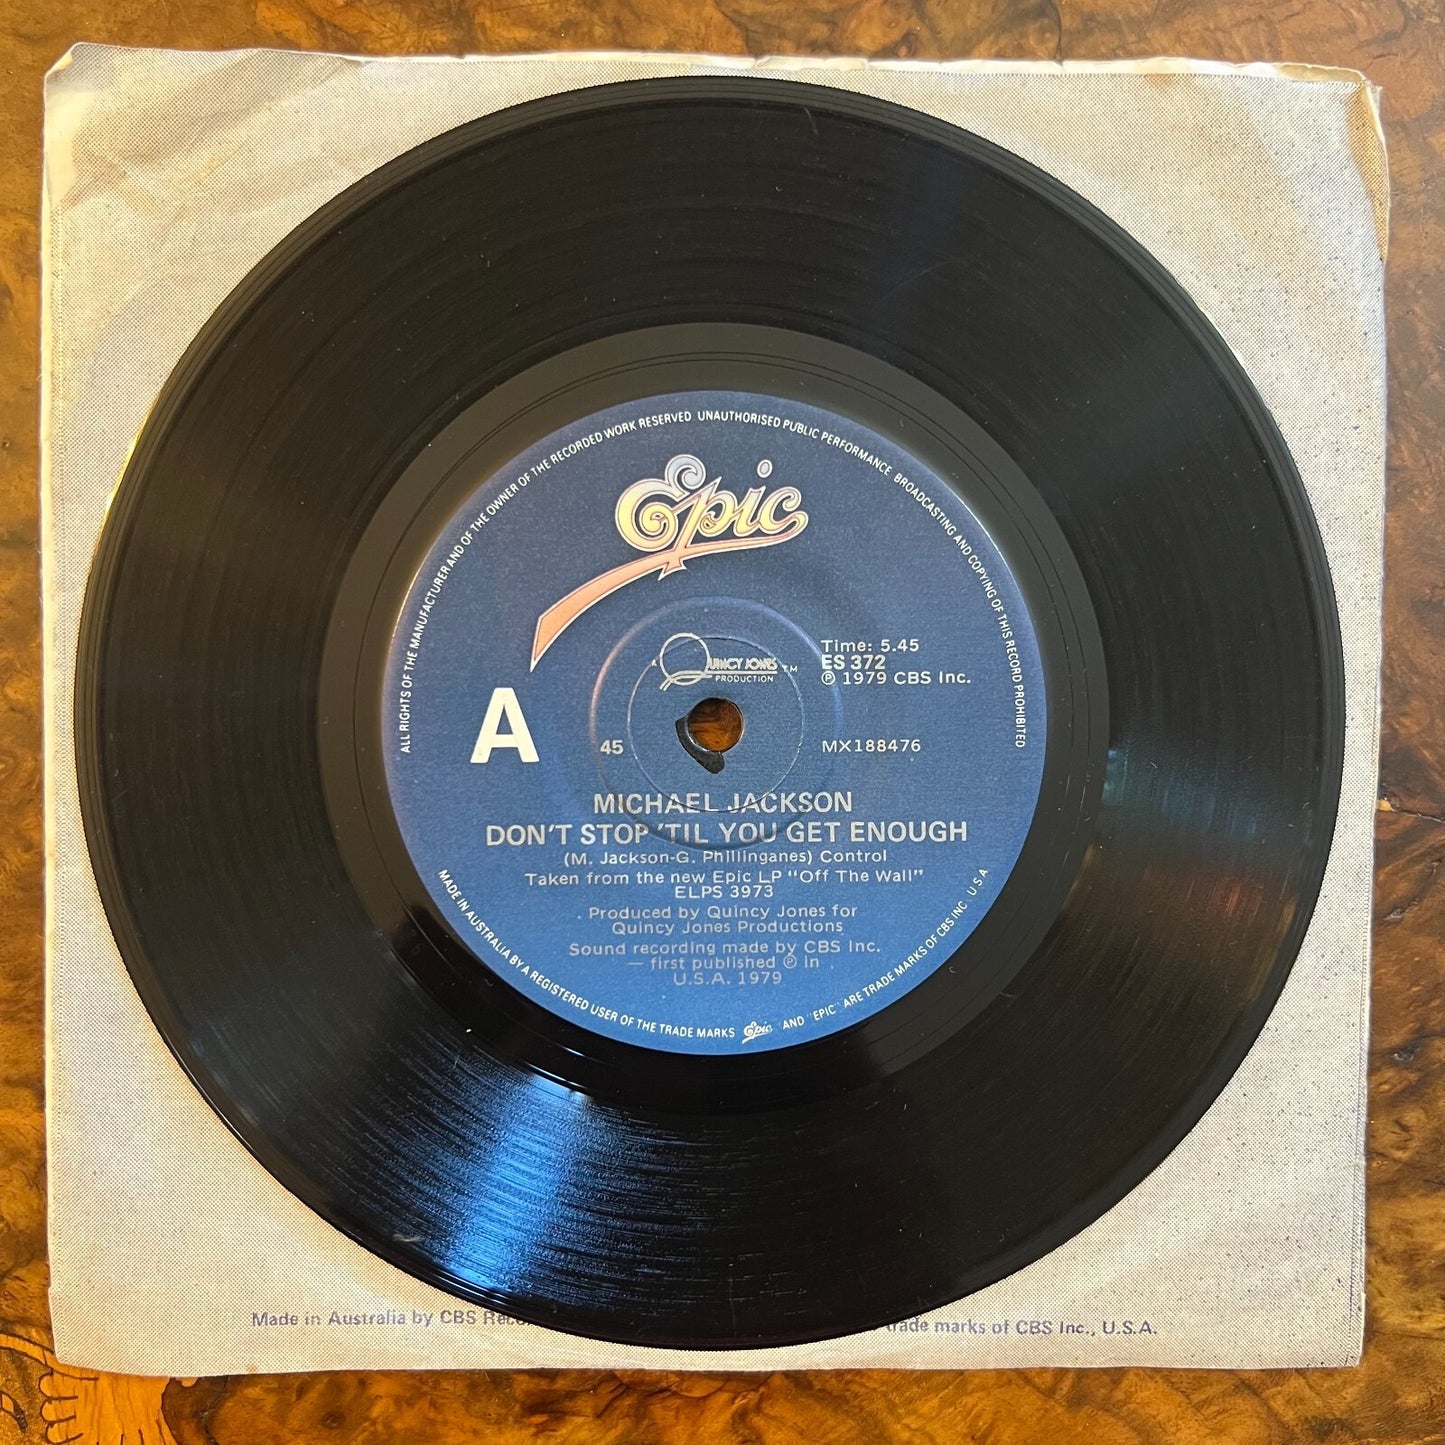 ALL RIGHTS OF THE MANUFACTURER AND OF THE OWNER OF THE RECORDED WORK RESERVED UNAUTHORISED PUBLIC PERFORMANCE BROADCASTING AND COPYING OF THIS RECORD PROHIBITED
Epic
A QUINCY JONES ™
PRODUCTION
Time: 5.45
ES 372
℗ 1979 CBS Inc.
A
45
MX188476
MICHAEL JACKSON
DON'T STOP 'TIL YOU GET ENOUGH
(M. Jackson-G. Phillinganes) Control
Taken from the new Epic LP "Off The Wall"
ELPS 3973
Produced by Quincy Jones for
Quincy Jones Productions
Sound recording made by CBS Inc.
— first published ℗ in
U.S.A. 1979
MADE IN AUSTRALIA BY A REGISTERED USER OF THE TRADE MARKS Epic AND "EPIC" ARE TRADE MARKS OF CBS INC. U.S.A
Made in Australia by CBS trade marks of CBS Inc., U.S.A.